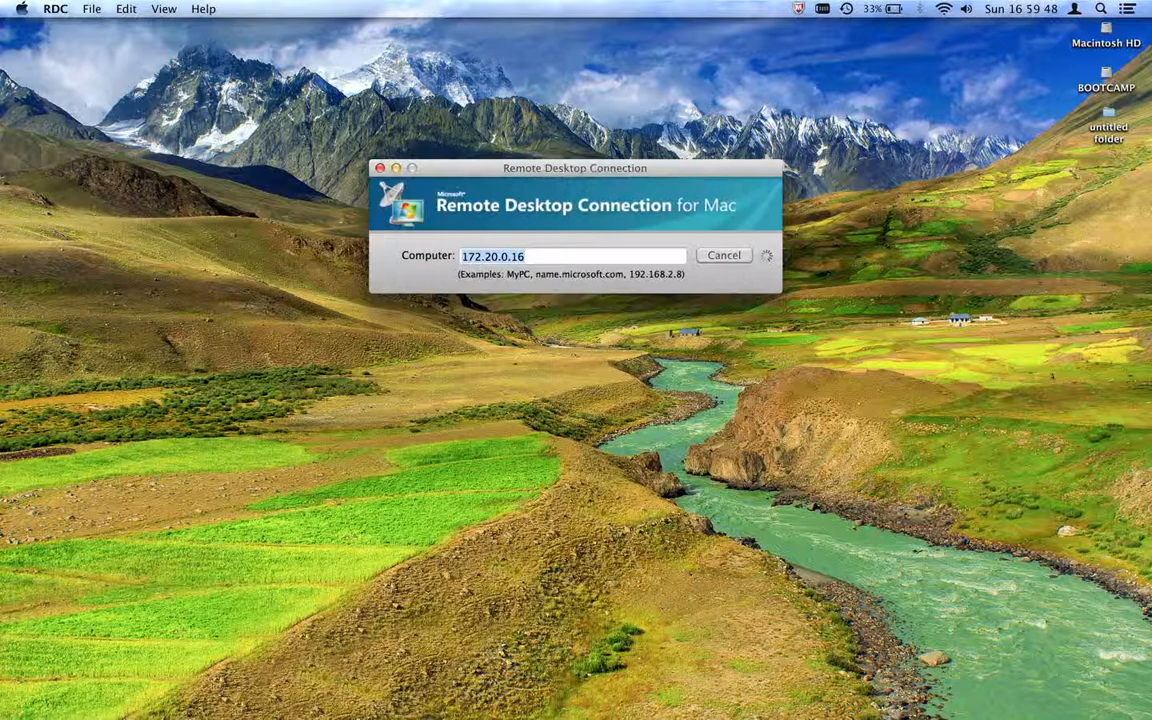 RDC File Edit View Help 33% Sun 16 59 48
Macintosh HD
BOOTCAMP
untitled
folder
Remote Desktop Connection
Microsoft®
Remote Desktop Connection for Mac
Computer: 172.20.0.16 Cancel
(Examples: MyPC, name.microsoft.com, 192.168.2.8)